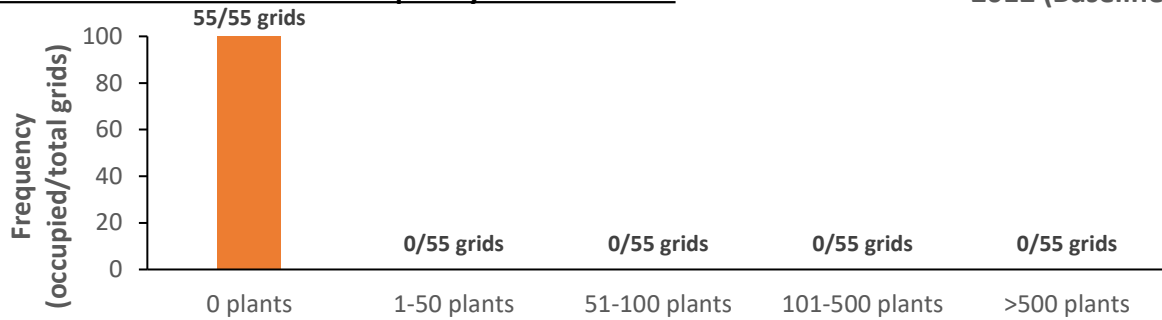 55/55 grids
Frequency
(occupied/total grids)
100
80
60
40
20
0
0/55 grids 0/55 grids 0/55 grids 0/55 grids
0 plants 1-50 plants 51-100 plants 101-500 plants >500 plants